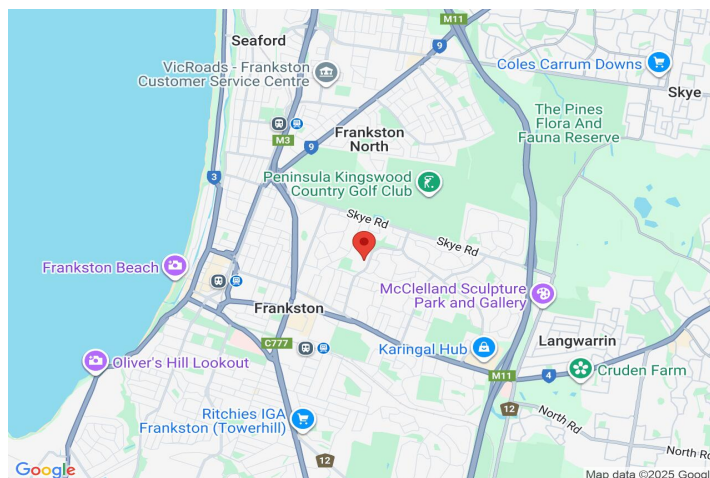 M11
Seaford
9
Coles Carrum Downs
VicRoads - Frankston
Customer Service Centre
Skye
The Pines
Flora And
Fauna Reserve
Frankston
North
M3
9
3
Peninsula Kingswood
Country Golf Club
Skye Rd
Skye Rd
Frankston Beach
McClelland Sculpture
Park and Gallery
Frankston
C777
Karingal Hub
Langwarrin
Oliver's Hill Lookout
M11
4
Cruden Farm
Ritchies IGA
Frankston (Towerhill)
12
North Rd
12
North Rd
Google
Map data ©2025 Googl